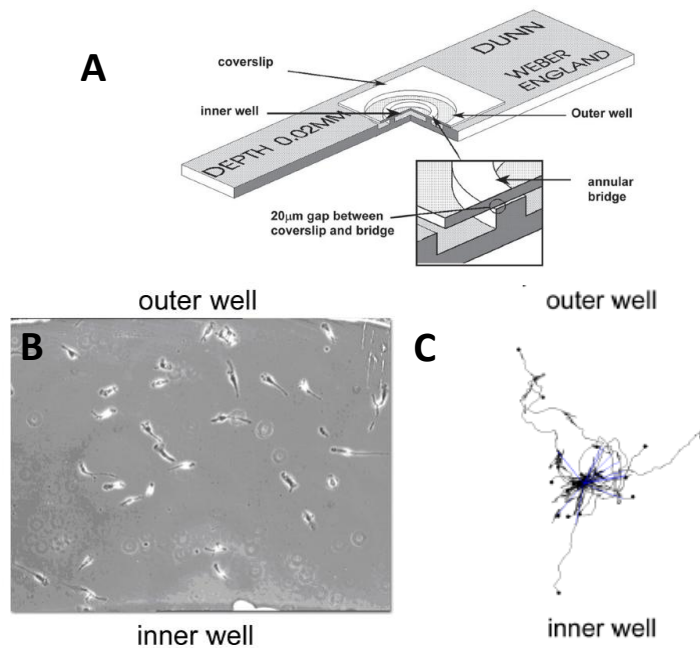 A
coverslip
inner well
DEPTH 0.02MM
DUNN
WEBER
ENGLAND
Outer well
annular
bridge
20μm gap between
coverslip and bridge
outer well
outer well
B
C
inner well
inner well